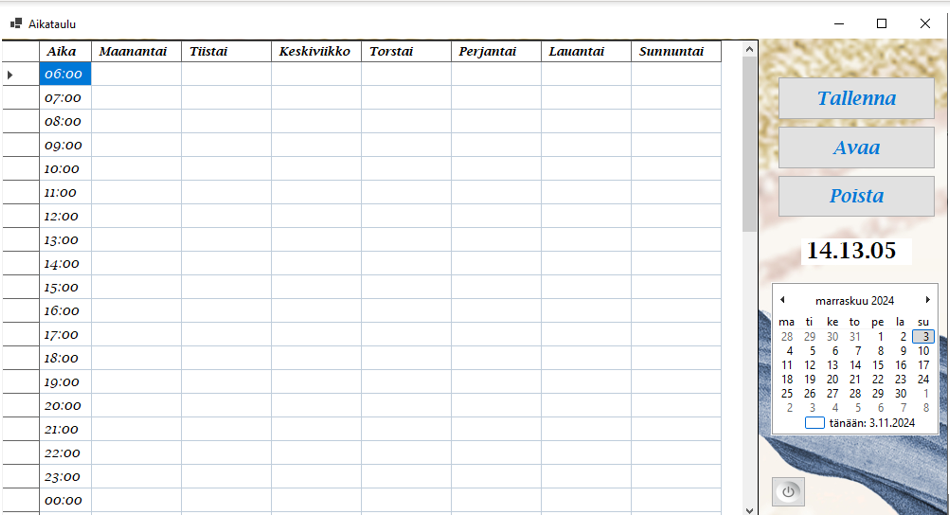 Aikataulu
Aika Maanantai Tiistai Keskiviikko Torstai Perjantai Lauantai Sunnuntai
06:00
07:00
08:00
09:00
10:00
11:00
12:00
13:00
14:00
15:00
16:00
17:00
18:00
19:00
20:00
21:00
22:00
23:00
00:00
Tallenna
Avaa
Poista
14.13.05
marraskuu 2024
ma ti ke to pe la su
28 29 30 31 1 2 3
4 5 6 7 8 9 10
11 12 13 14 15 16 17
18 19 20 21 22 23 24
25 26 27 28 29 30 1
2 3 4 5 6 7 8
tänään: 3.11.2024